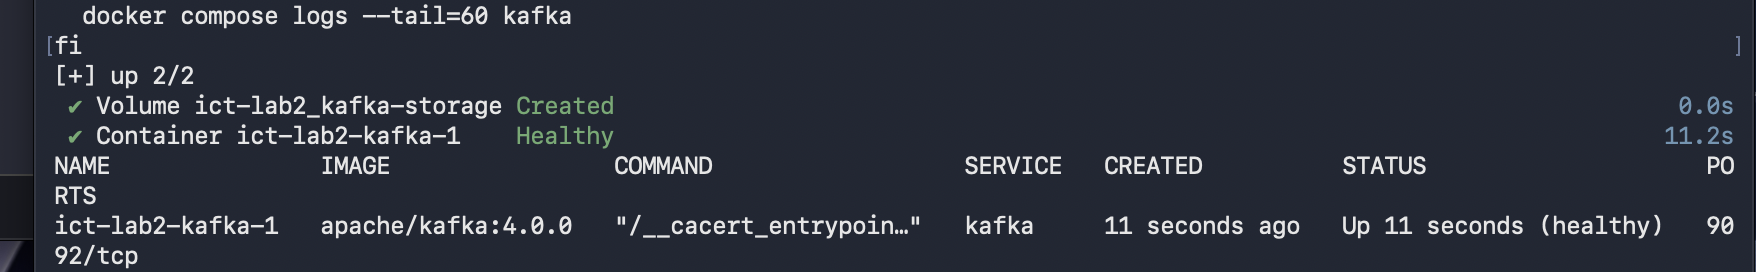 docker compose logs --tail=60 kafka
[fi ]
[+] up 2/2
✔ Volume ict-lab2_kafka-storage Created 0.0s
✔ Container ict-lab2-kafka-1 Healthy 11.2s
NAME IMAGE COMMAND SERVICE CREATED STATUS PO
RTS
ict-lab2-kafka-1 apache/kafka:4.0.0 "/__cacert_entrypoin…" kafka 11 seconds ago Up 11 seconds (healthy) 90
92/tcp